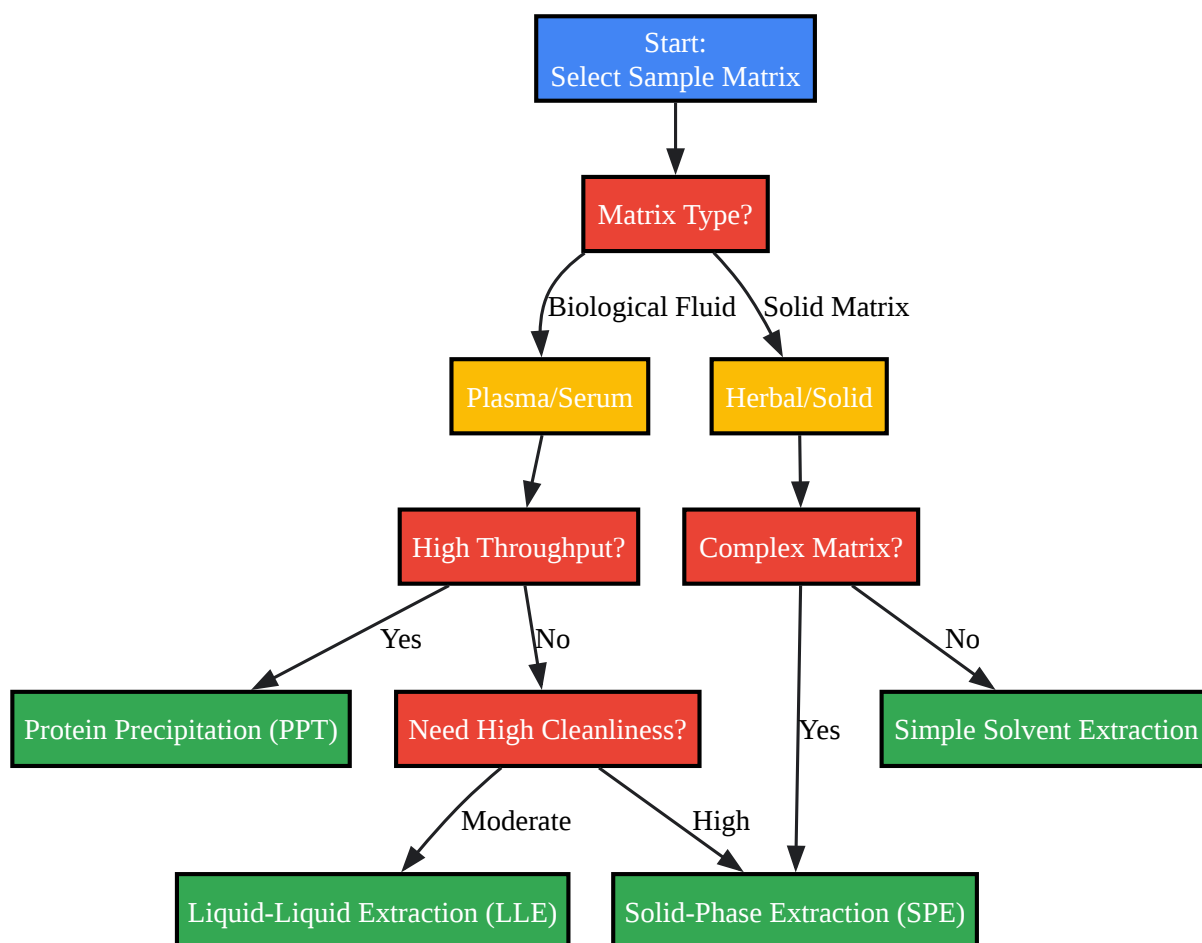 Start:
Select Sample Matrix
Matrix Type?
Biological Fluid
Solid Matrix
Plasma/Serum
Herbal/Solid
High Throughput?
Complex Matrix?
Yes
No
No
Protein Precipitation (PPT)
Need High Cleanliness?
Yes
Simple Solvent Extraction
Moderate
High
Liquid-Liquid Extraction (LLE)
Solid-Phase Extraction (SPE)